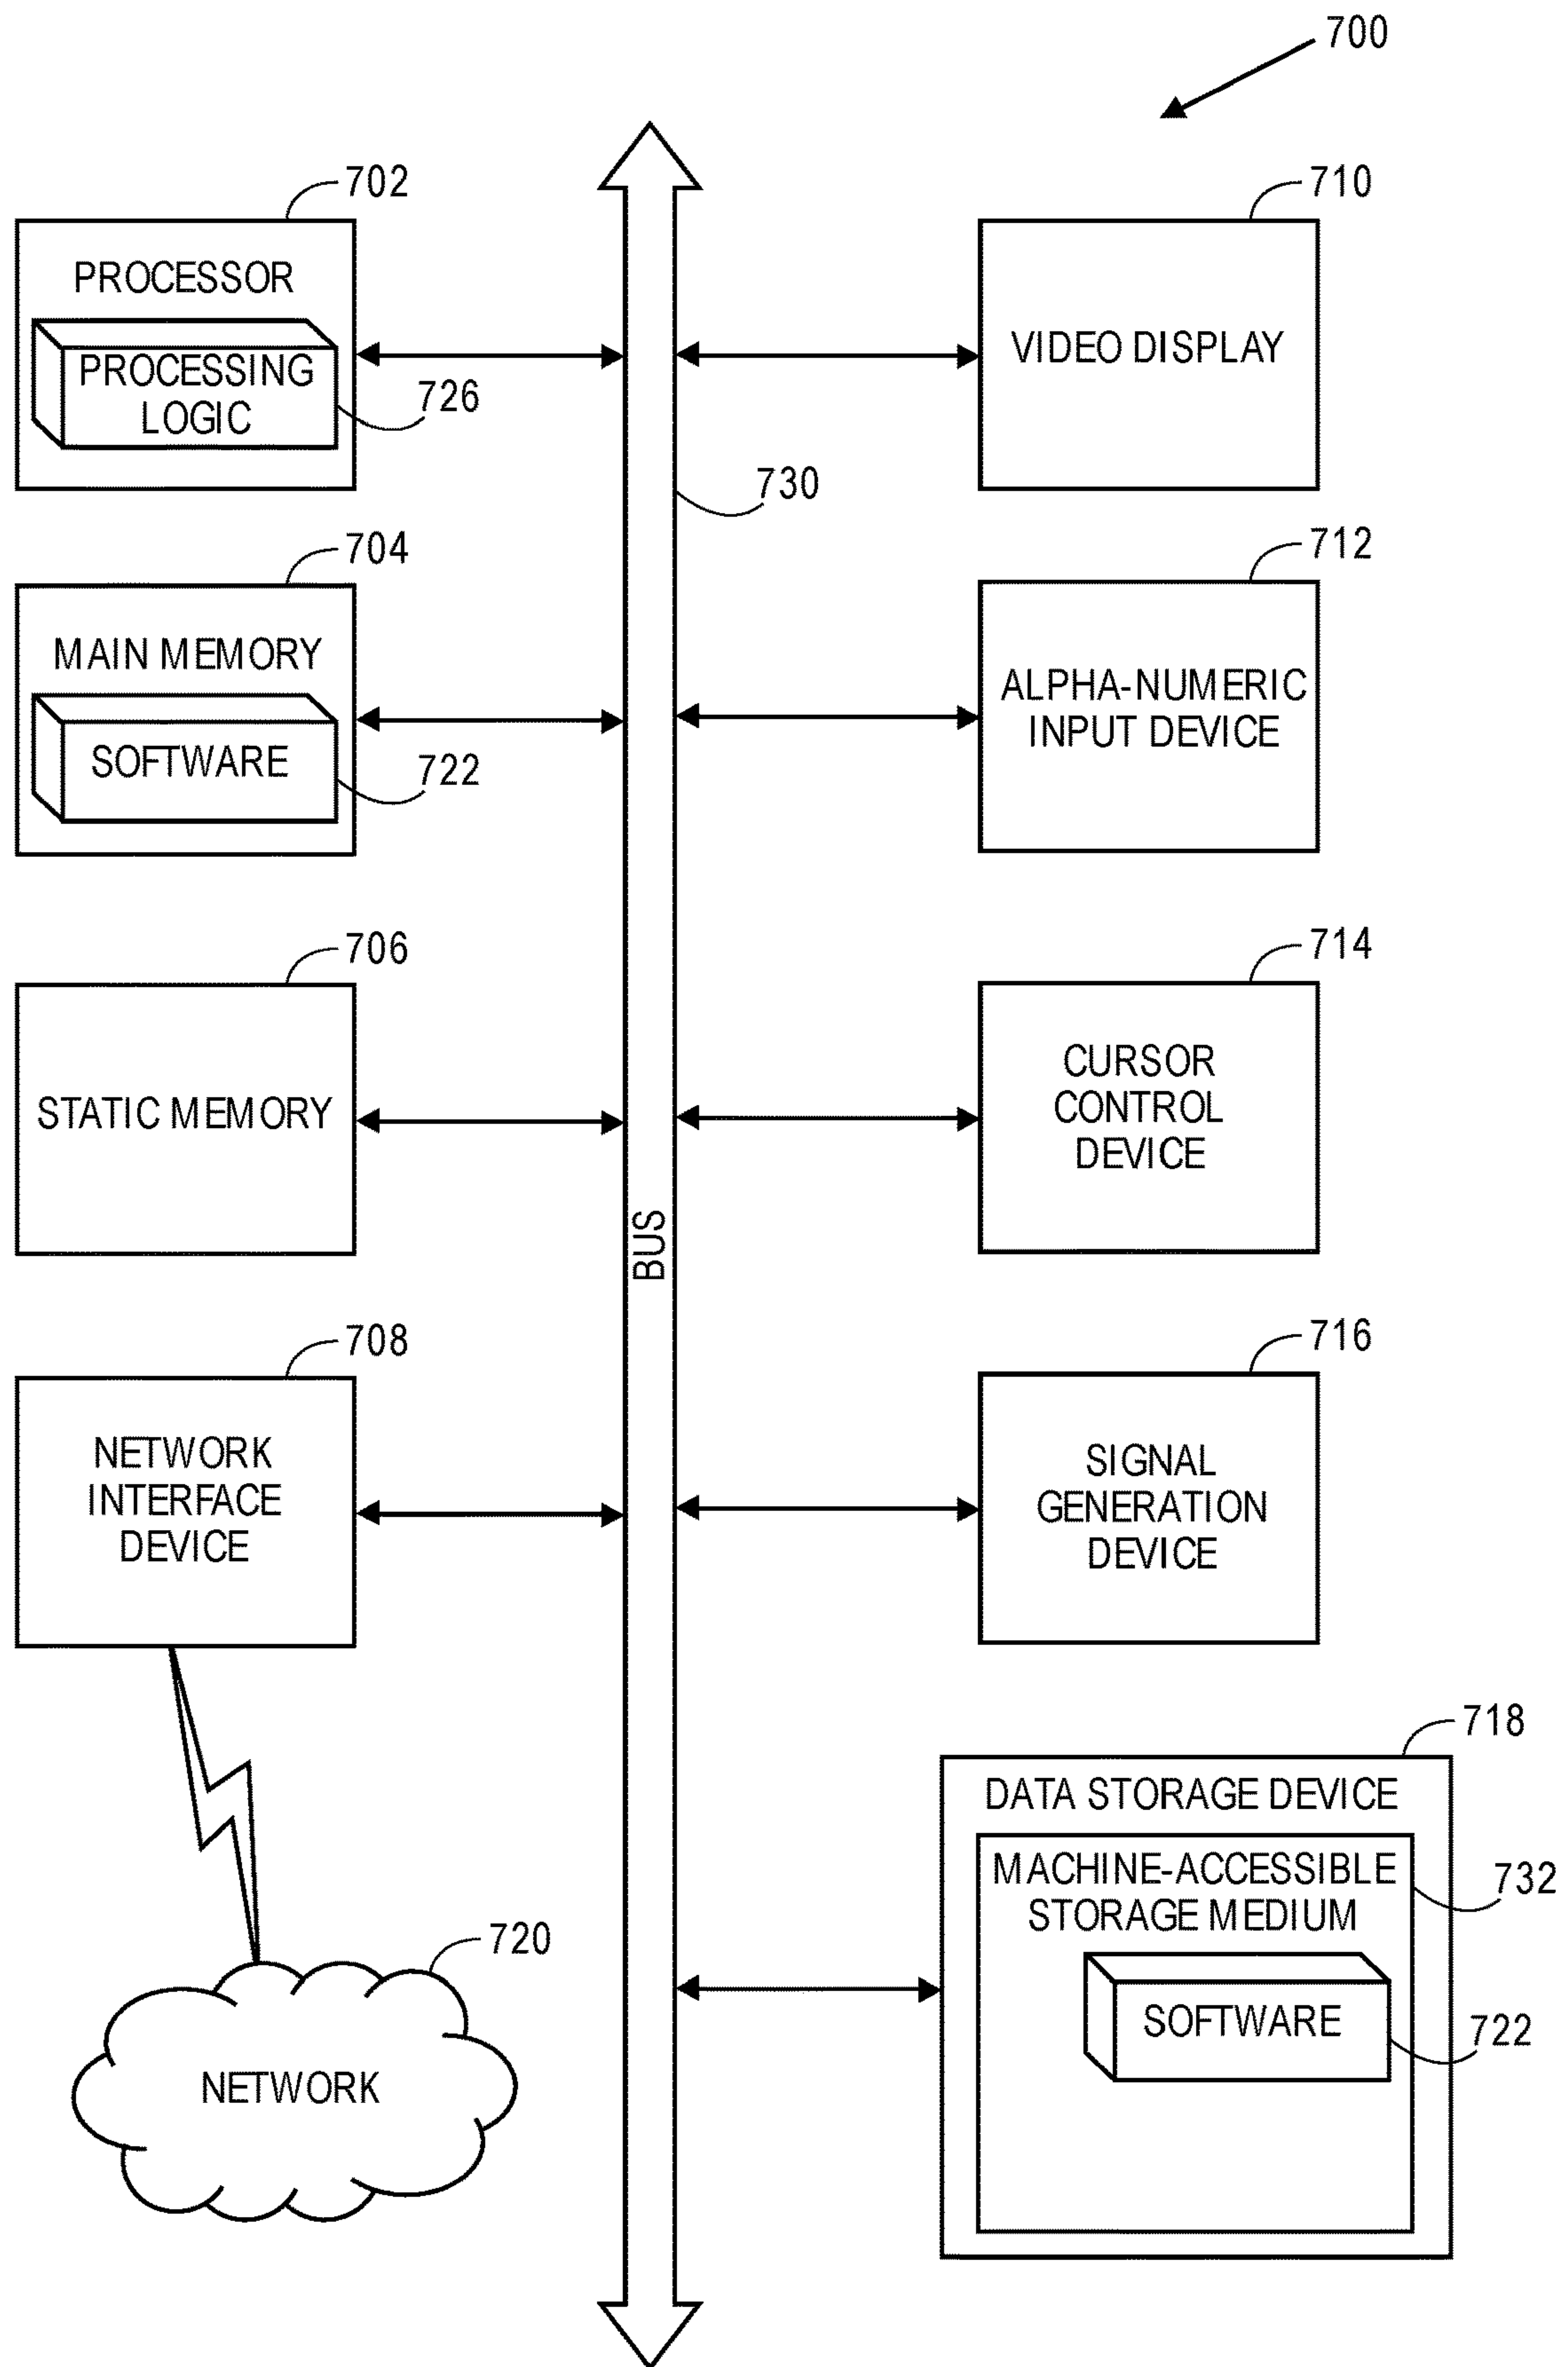 700
702
PROCESSOR
PROCESSING
LOGIC
726
704
MAIN MEMORY
SOFTWARE
722
706
STATIC MEMORY
708
NETWORK
INTERFACE
DEVICE
720
NETWORK
730
BUS
710
VIDEO DISPLAY
712
ALPHA-NUMERIC
INPUT DEVICE
714
CURSOR
CONTROL
DEVICE
716
SIGNAL
GENERATION
DEVICE
718
DATA STORAGE DEVICE
MACHINE-ACCESSIBLE
STORAGE MEDIUM
732
SOFTWARE
722